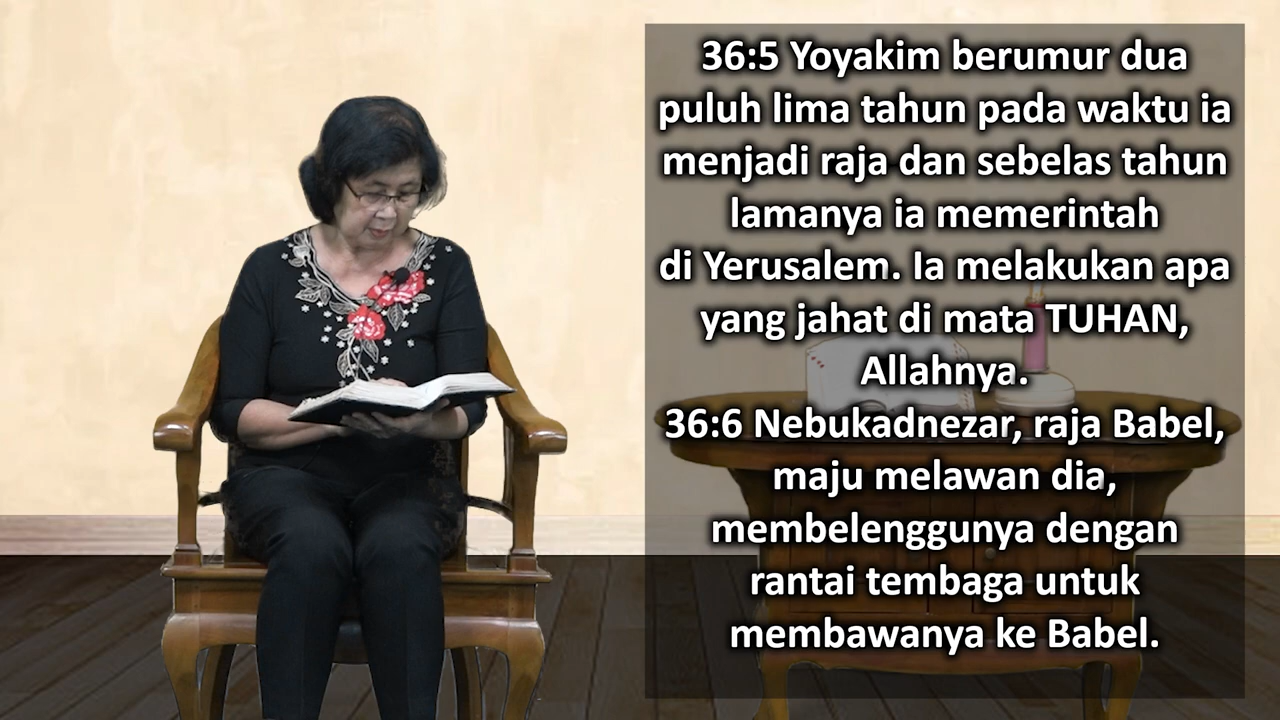 36:5 Yoyakim berumur dua
puluh lima tahun pada waktu ia
menjadi raja dan sebelas tahun
lamanya ia memerintah
di Yerusalem. Ia melakukan apa
yang jahat di mata TUHAN,
Allahnya.
36:6 Nebukadnezar, raja Babel,
maju melawan dia,
membelenggunya dengan
rantai tembaga untuk
membawanya ke Babel.